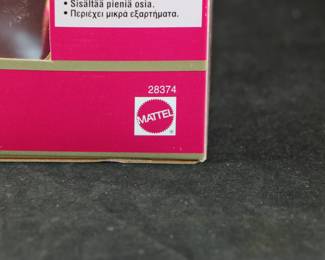 • Sisältää pieniä osia.
• Περιέχει μικρά εξαρτήματα.
28374
MATTEL
®